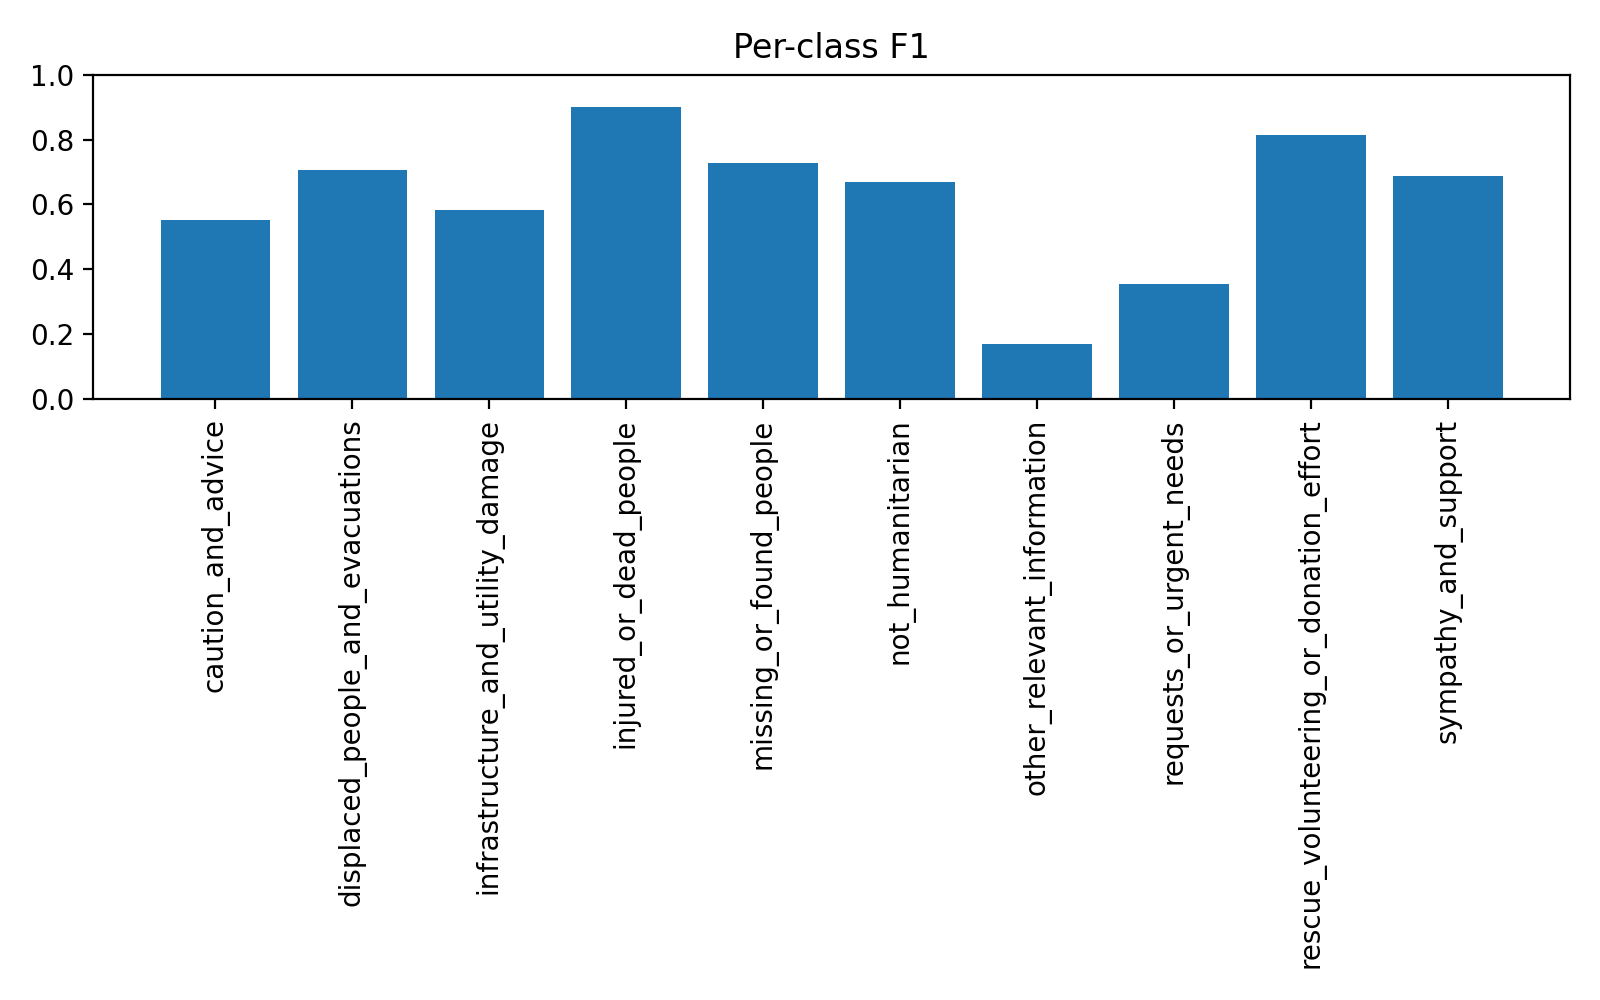 Per-class F1
1.0
0.8
0.6
0.4
0.2
0.0
caution_and_advice
displaced_people_and_evacuations
infrastructure_and_utility_damage
injured_or_dead_people
missing_or_found_people
not_humanitarian
other_relevant_information
requests_or_urgent_needs
rescue_volunteering_or_donation_effort
sympathy_and_support